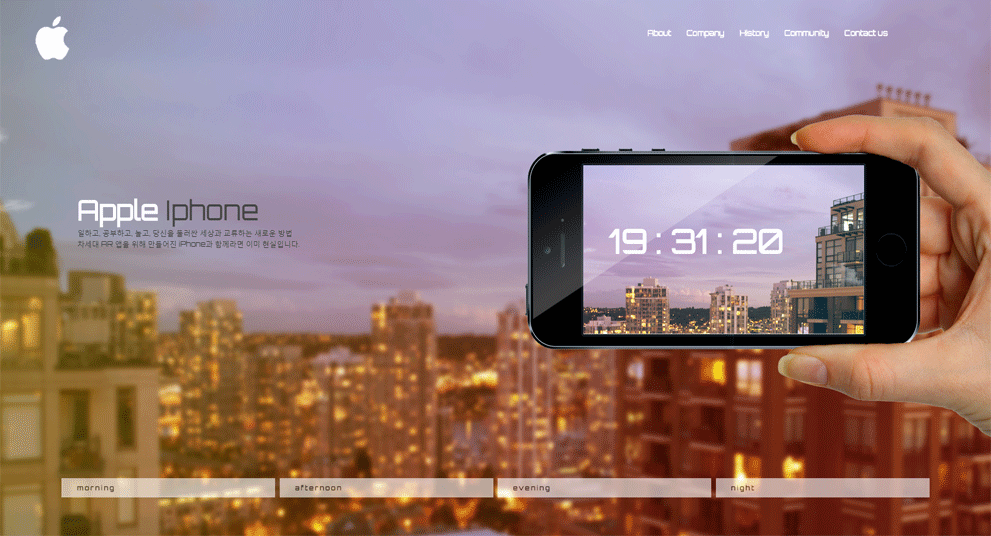 About Company History Community Contact us
Apple Iphone
일하고, 공부하고, 놀고, 당신을 둘러싼 세상과 교류하는 새로운 방법
차세대 AR 앱을 위해 만들어진 iPhone과 함께라면 이미 현실입니다.
19 : 31 : 20
morning afternoon evening night